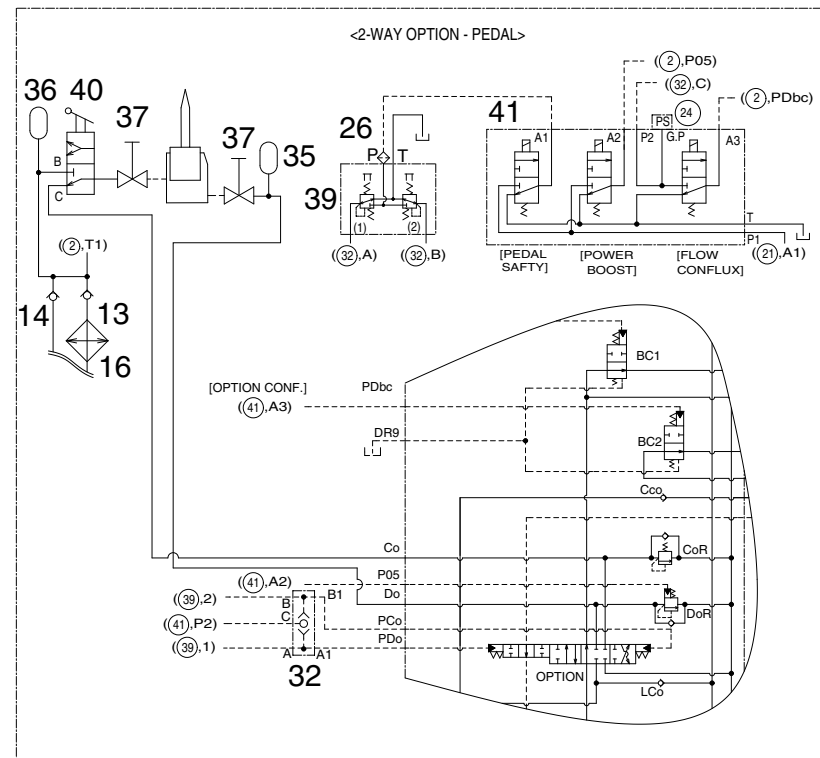 <2-WAY OPTION - PEDAL>
36
40
37
37
35
26
41
39
B
C
P
T
(1)
(2)
(32,A)
(32,B)
(2,P05)
(32,C)
PS
24
(2,PDbc)
A1
A2
P2
G.P
A3
T
P1
(21,A1)
[PEDAL
SAFTY]
[POWER
BOOST]
[FLOW
CONFLUX]
(2,T1)
14
13
16
BC1
[OPTION CONF.]
(41,A3)
PDbc
DR9
BC2
Cco
Co
CoR
(41,A2)
P05
Do
DoR
(39,2)
B
B1
C
(41,P2)
PCo
(39,1)
PDo
A
A1
32
OPTION
LCo